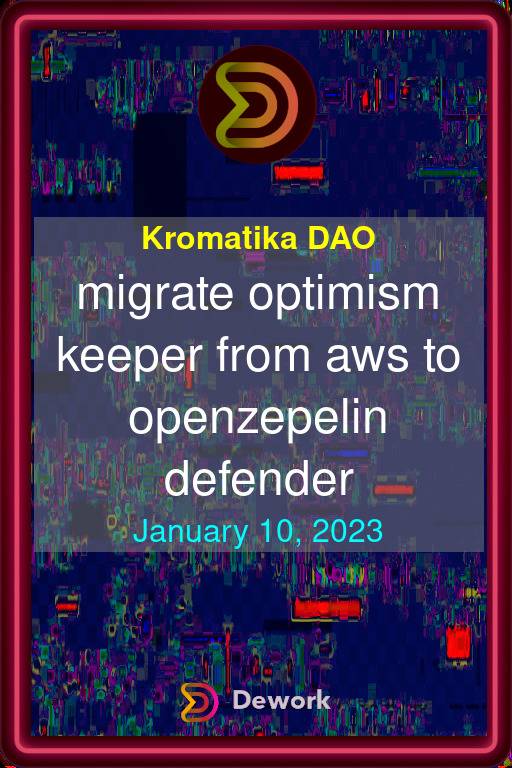 Kromatika DAO
migrate optimism
keeper from aws to
openzepelin
defender
January 10, 2023
Dework